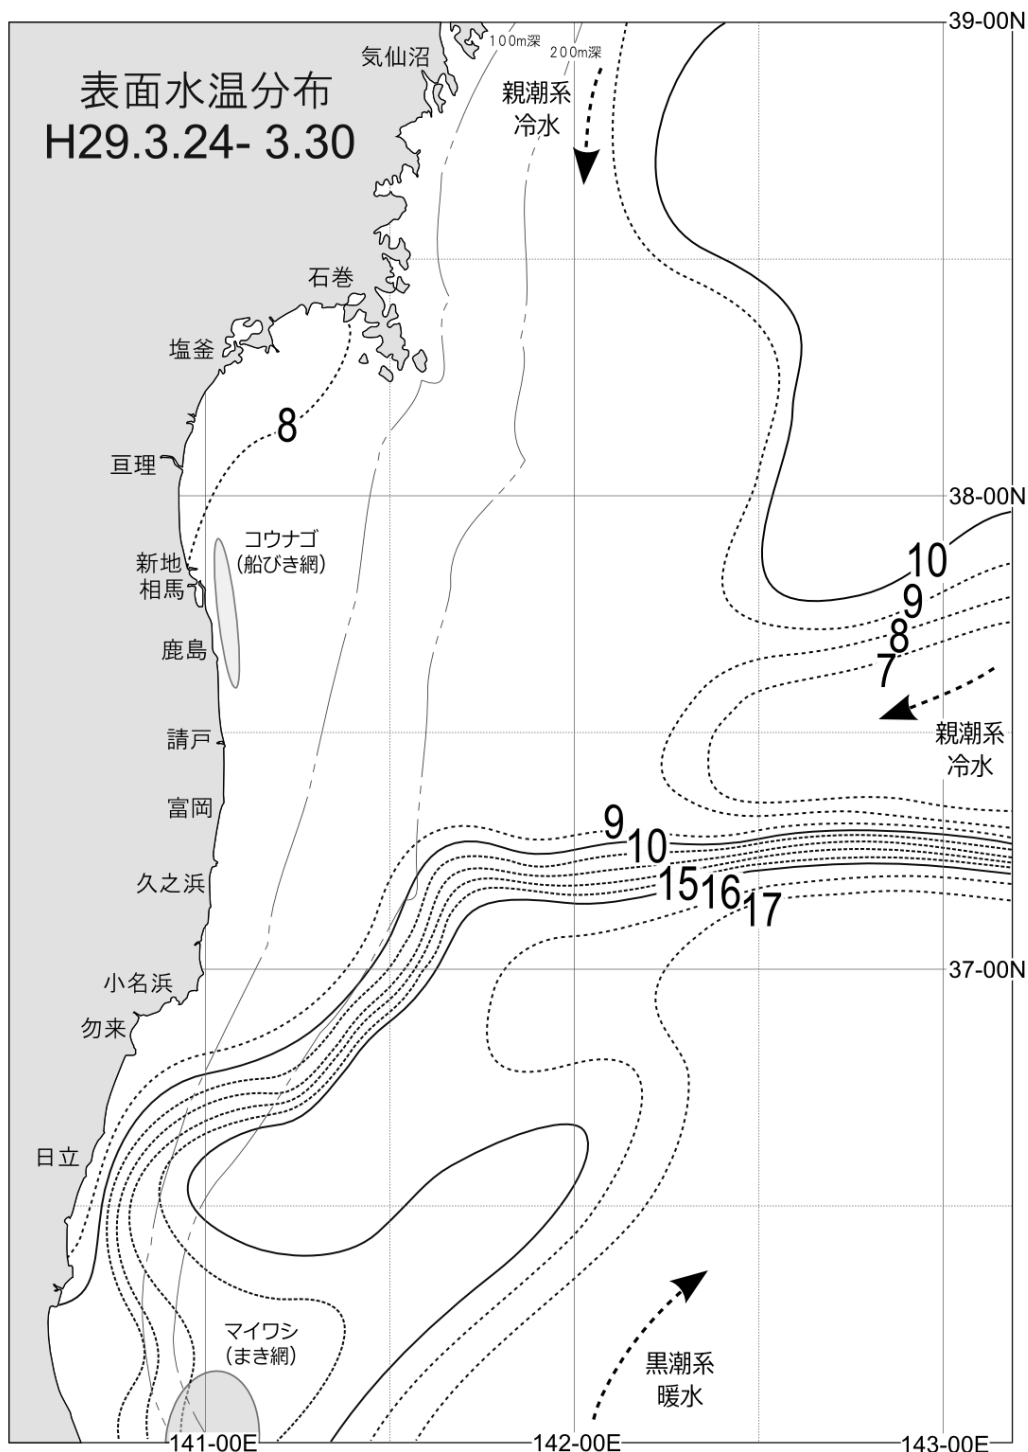 39-00N
100m深
200m深
気仙沼
表面水温分布
H29.3.24- 3.30
親潮系
冷水
石巻
塩釜
8
亘理
38-00N
コウナゴ
(船びき網)
新地
相馬
10
9
8
7
鹿島
請戸
親潮系
冷水
富岡
9
10
15
16
17
久之浜
37-00N
小名浜
勿来
日立
マイワシ
(まき網)
黒潮系
暖水
141-00E
142-00E
143-00E